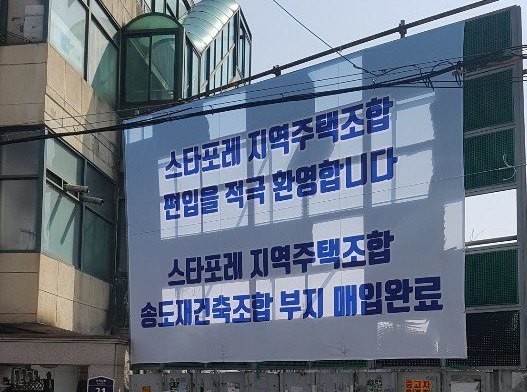 스타포레 지역주택조합
편입을 적극 환영합니다
스타포레 지역주택조합
송도재건축조합 부지 매입완료
21